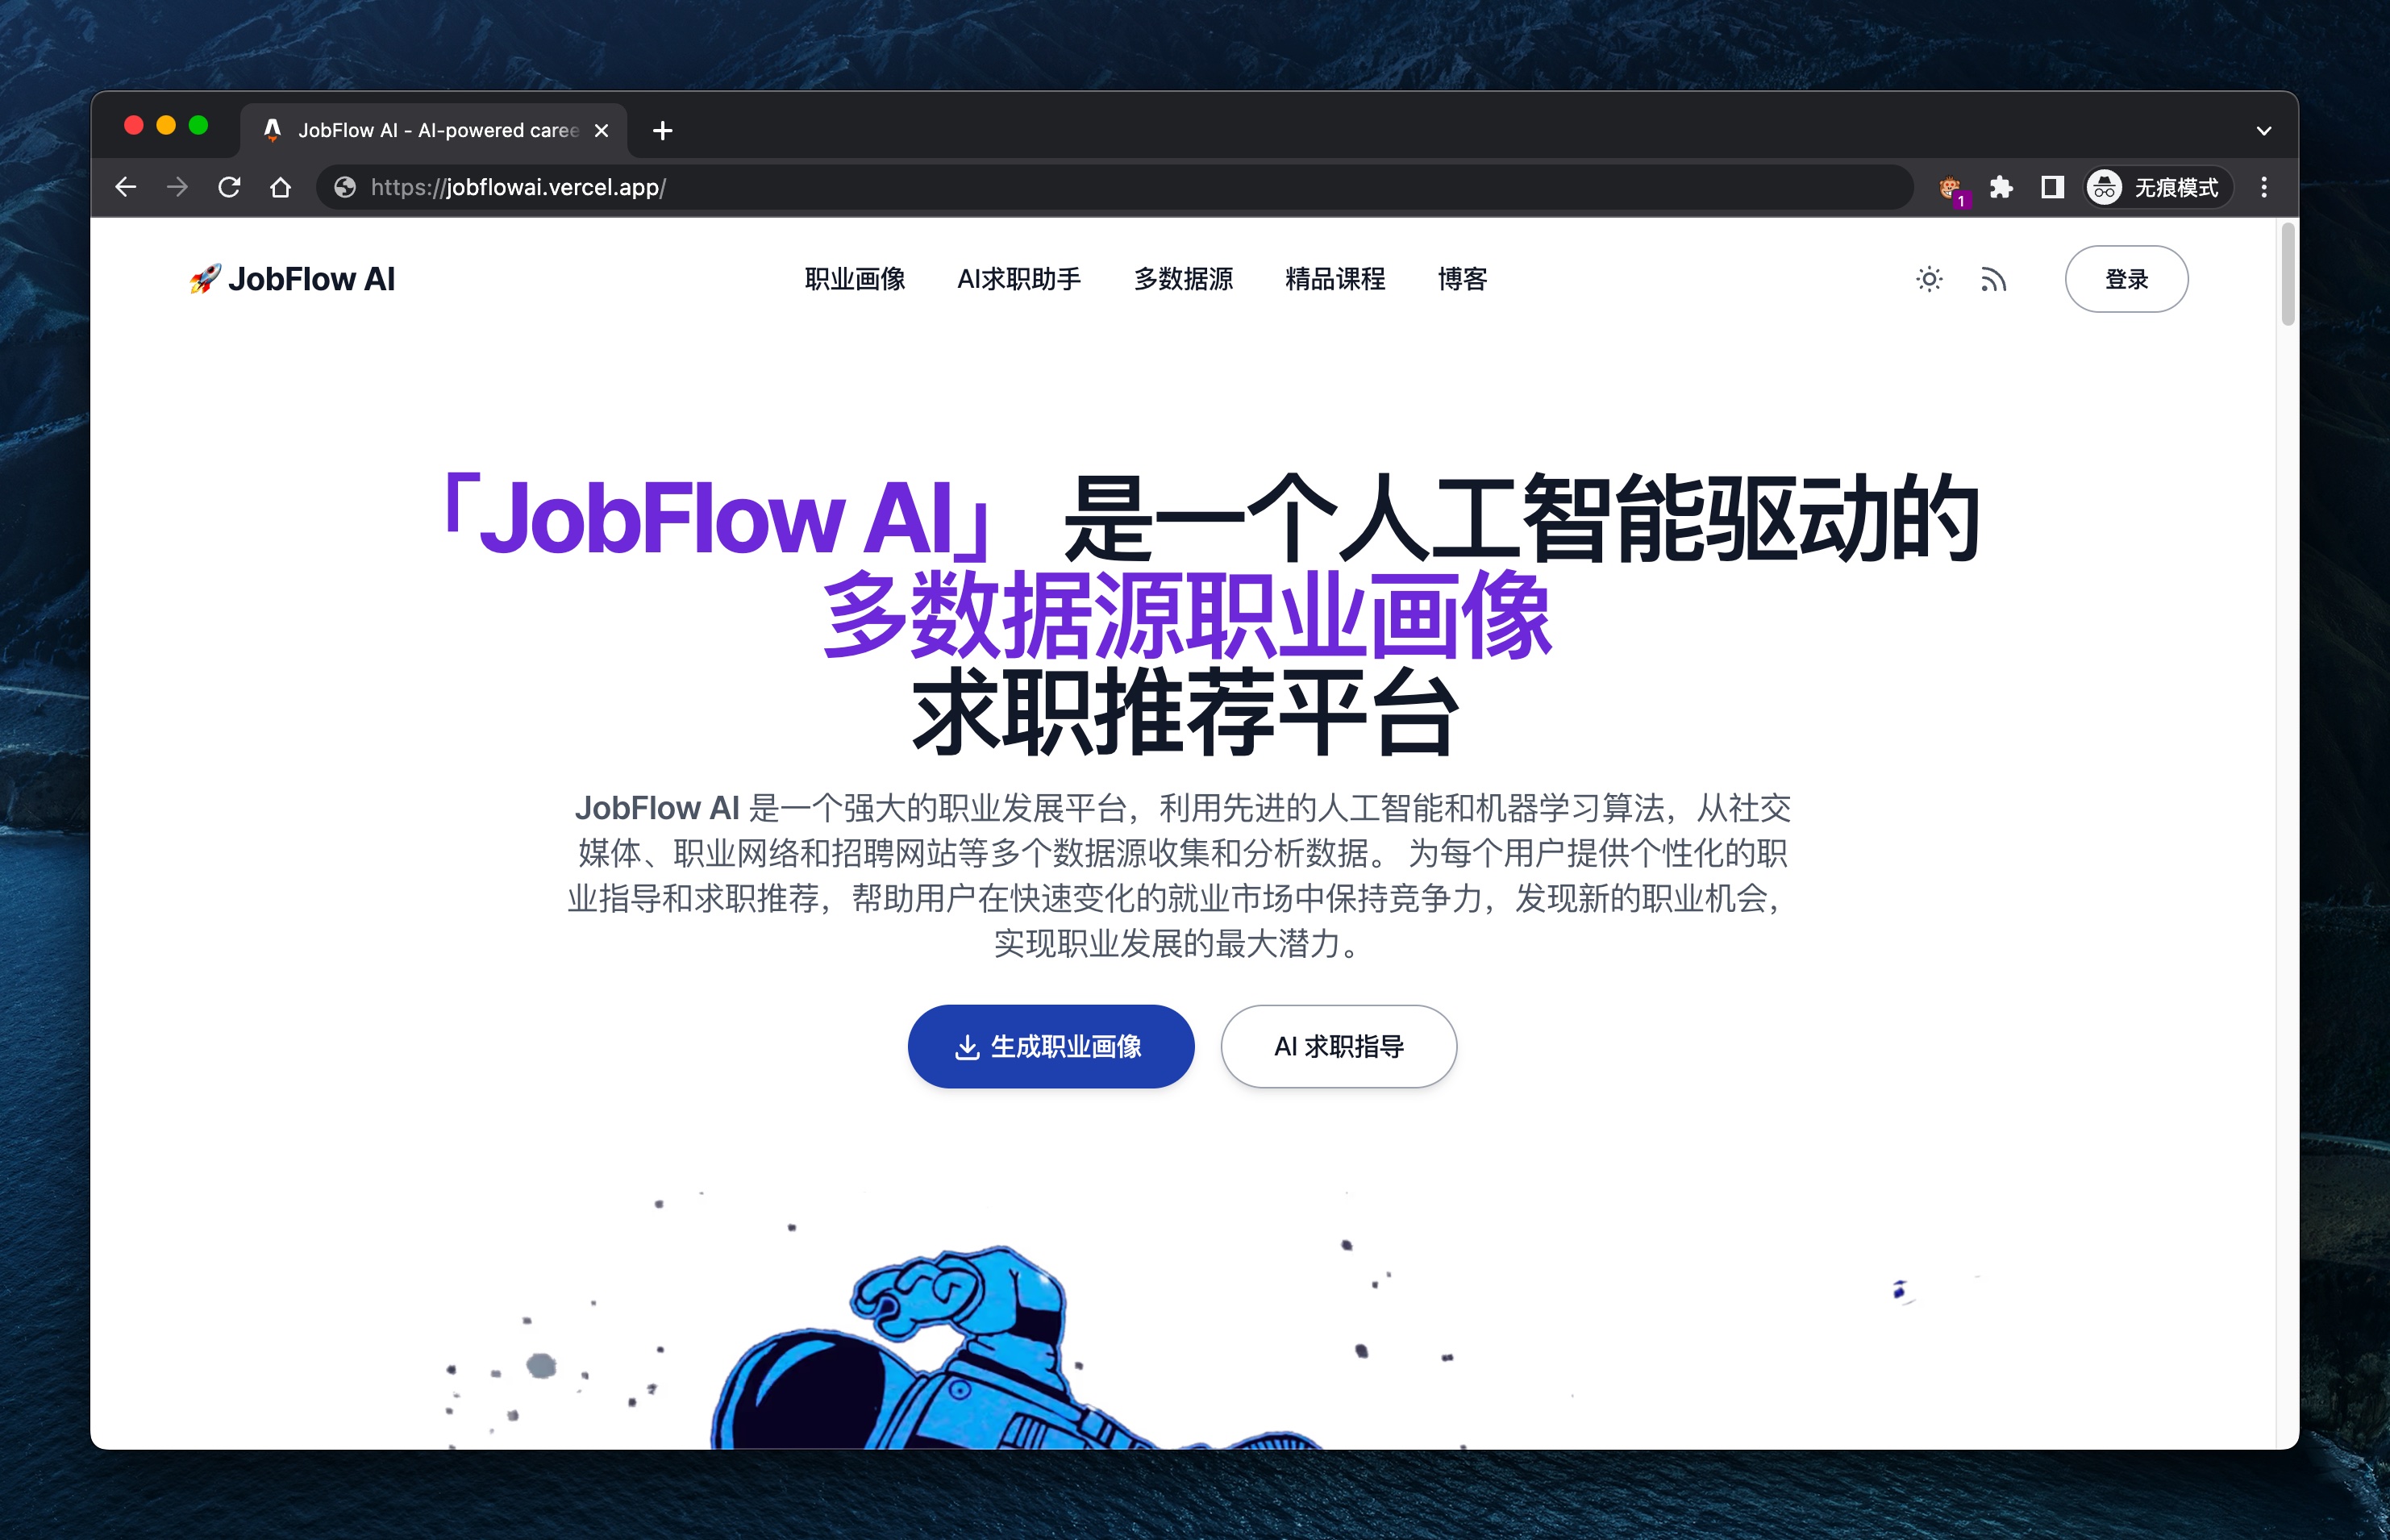 JobFlow AI - AI-powered caree
https://jobflowai.vercel.app/
1
无痕模式
🚀 JobFlow AI
职业画像
AI求职助手
多数据源
精品课程
博客
登录
「JobFlow AI」 是一个人工智能驱动的
多数据源职业画像
求职推荐平台
JobFlow AI 是一个强大的职业发展平台，利用先进的人工智能和机器学习算法，从社交
媒体、职业网络和招聘网站等多个数据源收集和分析数据。 为每个用户提供个性化的职
业指导和求职推荐，帮助用户在快速变化的就业市场中保持竞争力，发现新的职业机会，
实现职业发展的最大潜力。
生成职业画像
AI 求职指导